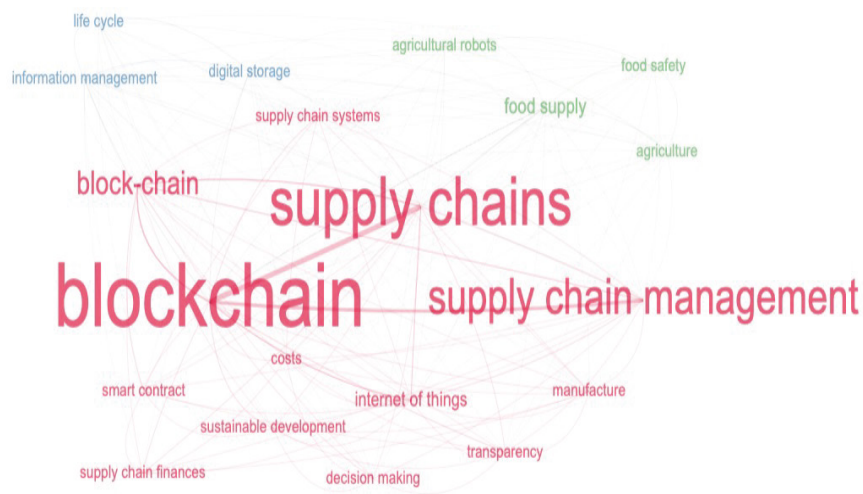 life cycle
agricultural robots
food safety
information management
digital storage
food supply
supply chain systems
agriculture
block-chain
supply chains
blockchain
supply chain management
costs
smart contract
internet of things
manufacture
sustainable development
transparency
supply chain finances
decision making